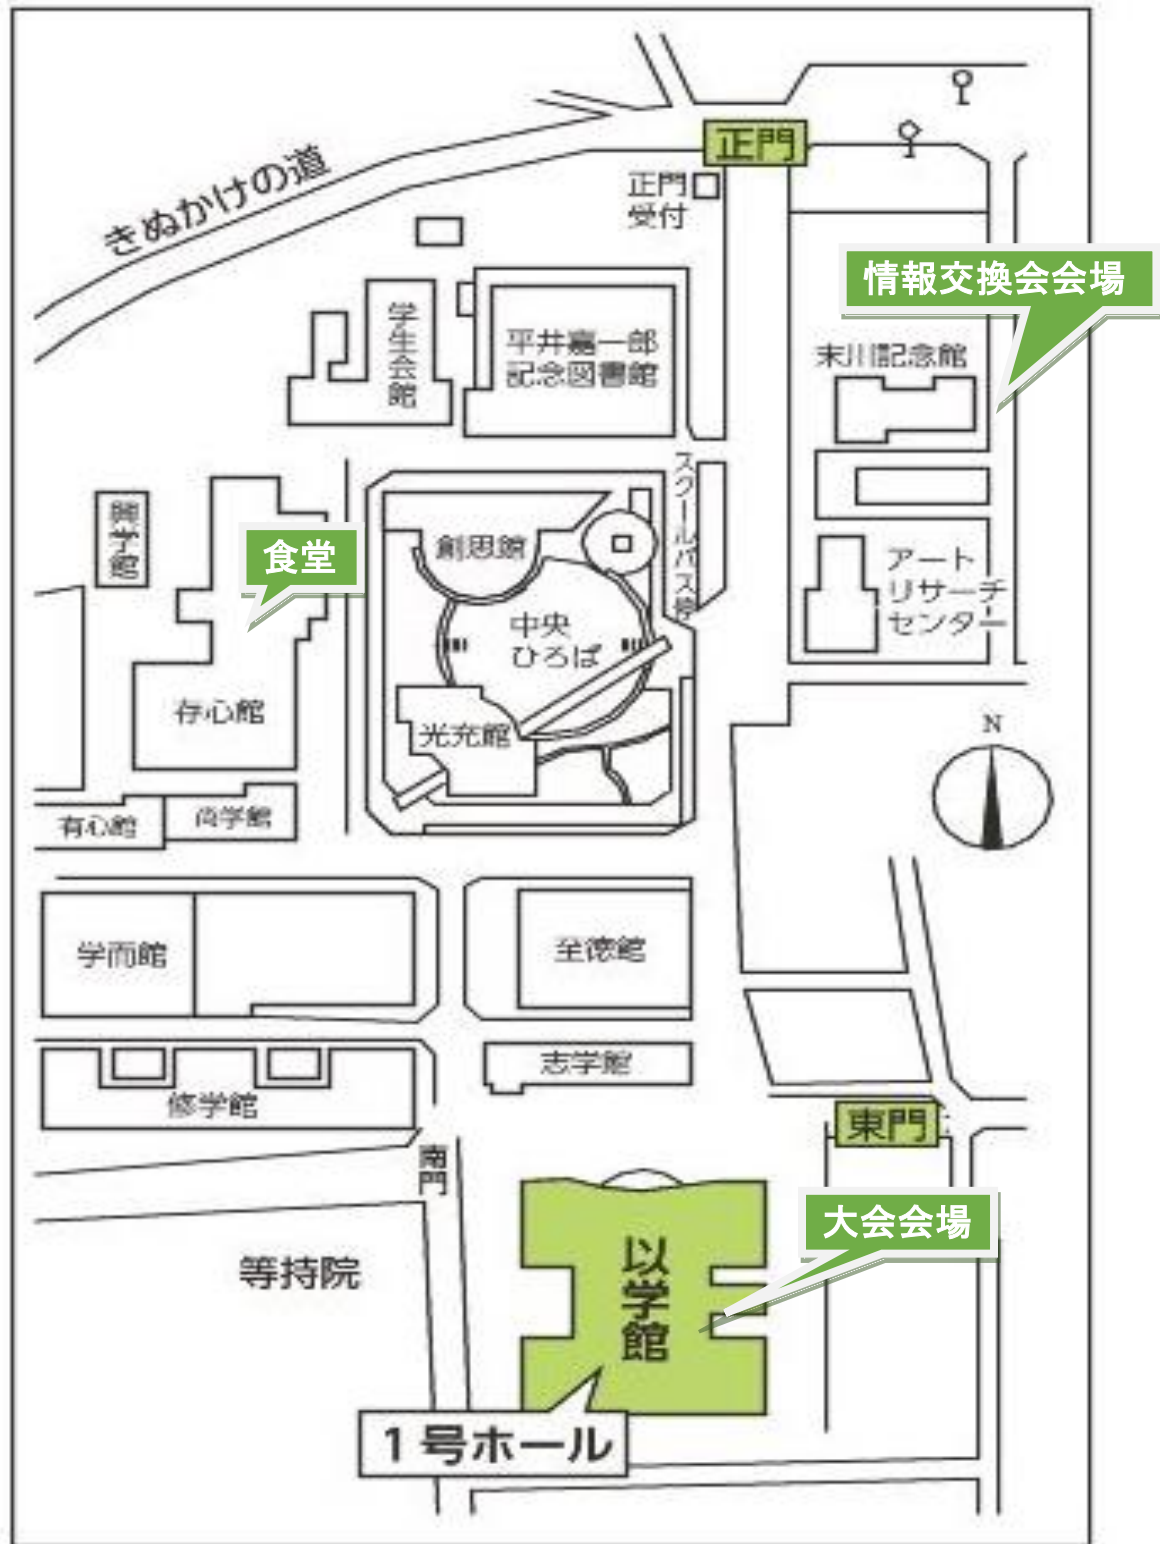 正門
きぬかけの道
正門
受付
情報交換会会場
学生会館
平井嘉一郎
記念図書館
末川記念館
スクールバス停
興学館
食堂
創思館
アート
リサーチ
センター
中央
ひろば
存心館
光充館
N
有心館
尚学館
学而館
至徳館
志学館
修学館
東門
南門
大会会場
以学館
等持院
1号ホール